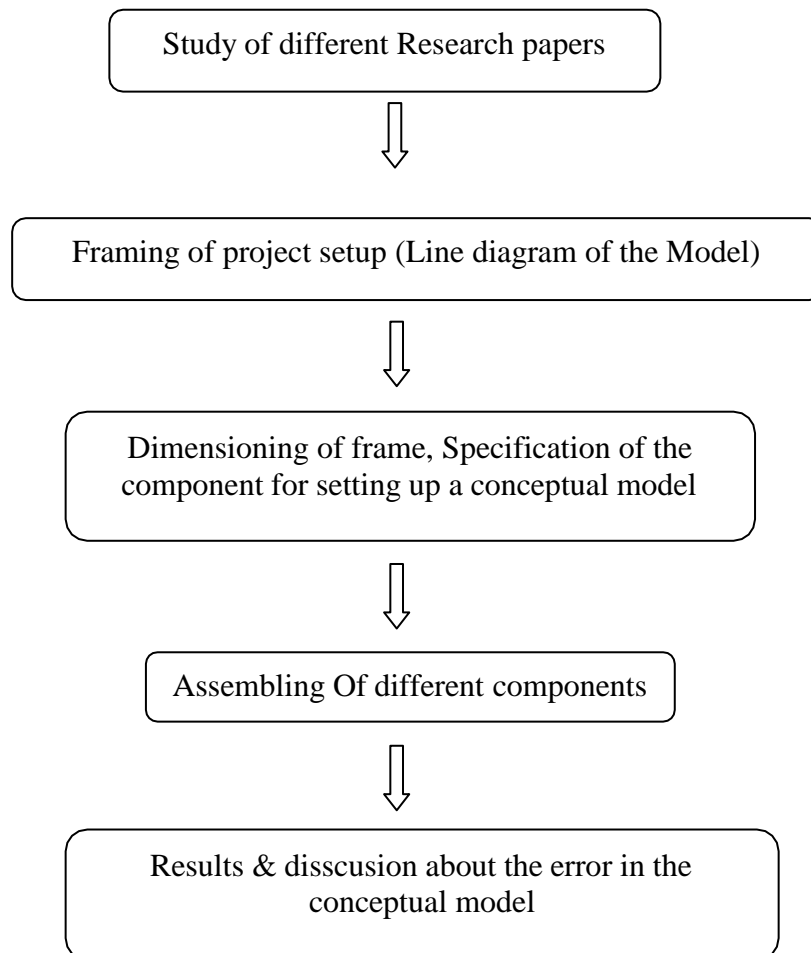 Study of different Research papers
Framing of project setup (Line diagram of the Model)
Dimensioning of frame, Specification of the
component for setting up a conceptual model
Assembling Of different components
Results & disscusion about the error in the
conceptual model